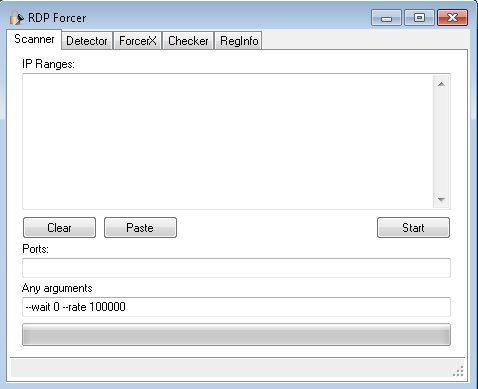 RDP Forcer
Scanner Detector ForcerX Checker RegInfo
IP Ranges:
Clear Paste Start
Ports:
Any arguments
--wait 0 --rate 100000